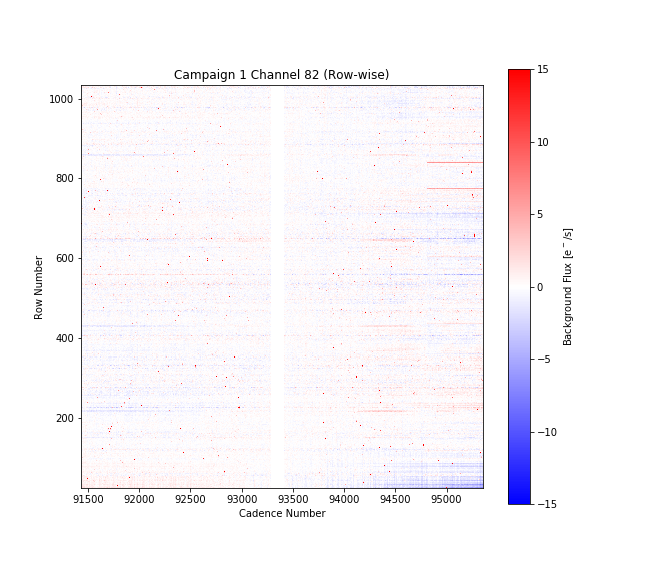 Campaign 1 Channel 82 (Row-wise)
1000
800
600
400
200
Row Number
91500 92000 92500 93000 93500 94000 94500 95000
Cadence Number
15
10
5
0
−5
−10
−15
Background Flux [e⁻/s]